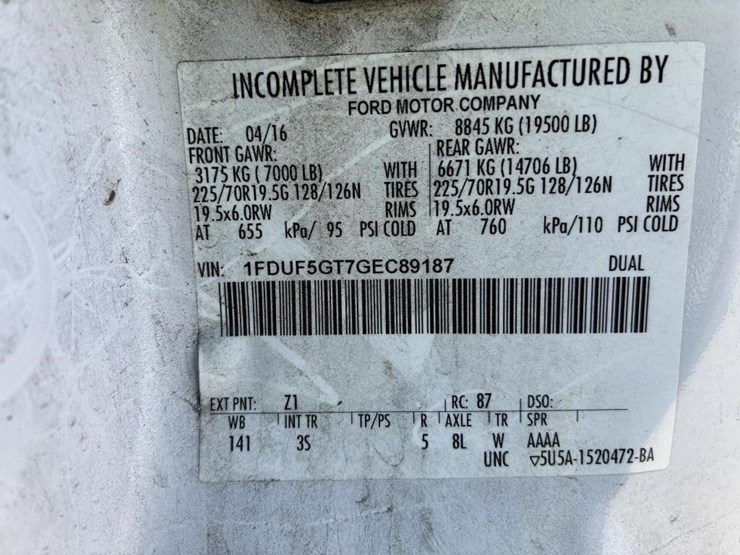 INCOMPLETE VEHICLE MANUFACTURED BY
FORD MOTOR COMPANY
DATE: 04/16 GVWR: 8845 KG (19500 LB)
FRONT GAWR: REAR GAWR:
3175 KG ( 7000 LB) WITH 6671 KG (14706 LB) WITH
225/70R19.5G 128/126N TIRES 225/70R19.5G 128/126N TIRES
19.5x6.0RW RIMS 19.5x6.0RW RIMS
AT 655 kPa/ 95 PSI COLD AT 760 kPa/110 PSI COLD
VIN: 1FDUF5GT7GEC89187 DUAL
EXT PNT: Z1 RC: 87 DSO:
WB INT TR TP/PS R AXLE TR SPR
141 3S 5 8L W AAAA
UNC ▽5U5A-1520472-BA